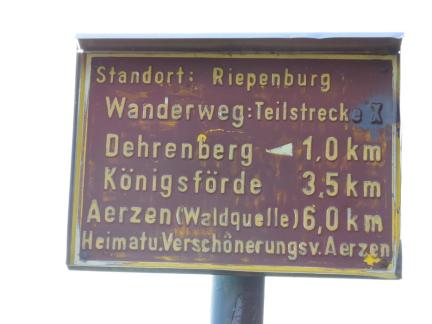 Standort: Riepenburg
Wanderweg: Teilstrecke X
Dehrenberg 1,0 km
Königsförde 3,5 km
Aerzen (Waldquelle) 6,0 km
Heimatu.Verschönerungsv.Aerzen